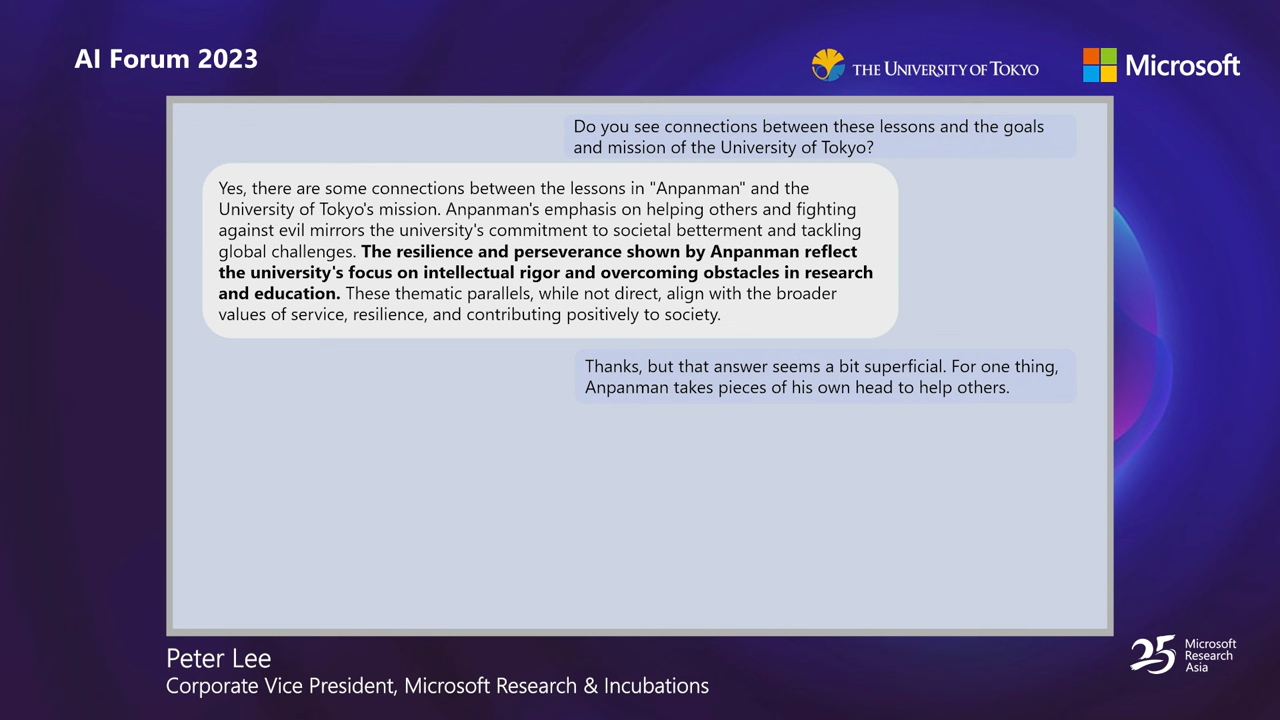 AI Forum 2023
THE UNIVERSITY OF TOKYO
Microsoft
Do you see connections between these lessons and the goals
and mission of the University of Tokyo?
Yes, there are some connections between the lessons in "Anpanman" and the
University of Tokyo's mission. Anpanman's emphasis on helping others and fighting
against evil mirrors the university's commitment to societal betterment and tackling
global challenges. The resilience and perseverance shown by Anpanman reflect
the university's focus on intellectual rigor and overcoming obstacles in research
and education. These thematic parallels, while not direct, align with the broader
values of service, resilience, and contributing positively to society.
Thanks, but that answer seems a bit superficial. For one thing,
Anpanman takes pieces of his own head to help others.
Peter Lee
Corporate Vice President, Microsoft Research & Incubations
25
Microsoft
Research
Asia